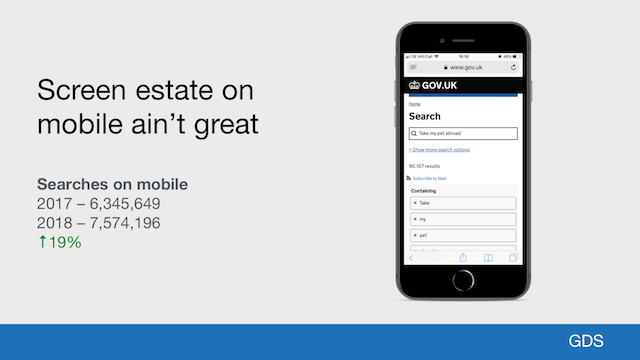 Screen estate on
mobile ain't great
Searches on mobile
2017 – 6,345,649
2018 – 7,574,196
↑19%
EE WiFiCall
16:16
46%
www.gov.uk
GOV.UK
Home
Search
Take my pet abroad
+ Show more search options
90,107 results
Subscribe to feed
Containing
× Take
× my
× pet
GDS